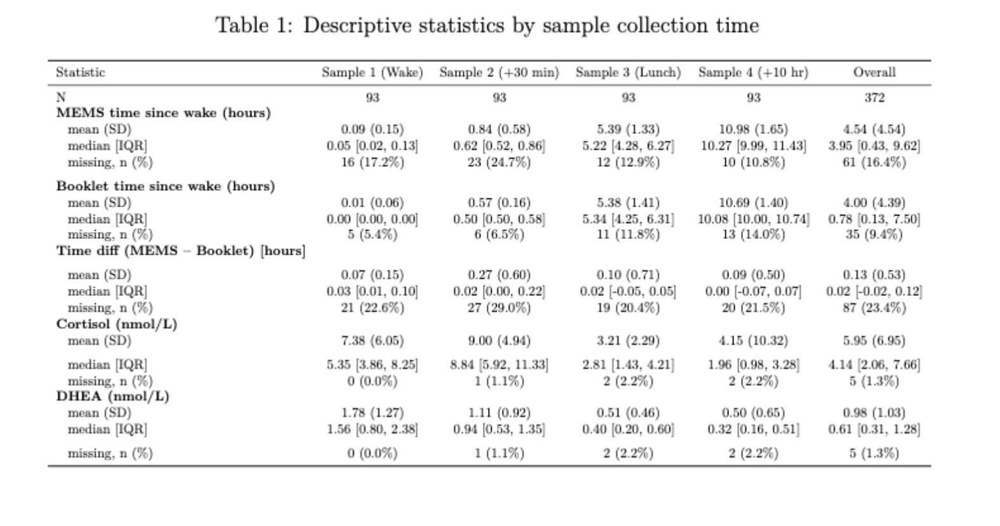 Table 1: Descriptive statistics by sample collection time
Statistic Sample 1 (Wake) Sample 2 (+30 min) Sample 3 (Lunch) Sample 4 (+10 hr) Overall
N 93 93 93 93 372
MEMS time since wake (hours)
mean (SD) 0.09 (0.15) 0.84 (0.58) 5.39 (1.33) 10.98 (1.65) 4.54 (4.54)
median [IQR] 0.05 [0.02, 0.13] 0.62 [0.52, 0.86] 5.22 [4.28, 6.27] 10.27 [9.99, 11.43] 3.95 [0.43, 9.62]
missing, n (%) 16 (17.2%) 23 (24.7%) 12 (12.9%) 10 (10.8%) 61 (16.4%)
Booklet time since wake (hours)
mean (SD) 0.01 (0.06) 0.57 (0.16) 5.38 (1.41) 10.69 (1.40) 4.00 (4.39)
median [IQR] 0.00 [0.00, 0.00] 0.50 [0.50, 0.58] 5.34 [4.25, 6.31] 10.08 [10.00, 10.74] 0.78 [0.13, 7.50]
missing, n (%) 5 (5.4%) 6 (6.5%) 11 (11.8%) 13 (14.0%) 35 (9.4%)
Time diff (MEMS – Booklet) [hours]
mean (SD) 0.07 (0.15) 0.27 (0.60) 0.10 (0.71) 0.09 (0.50) 0.13 (0.53)
median [IQR] 0.03 [0.01, 0.10] 0.02 [0.00, 0.22] 0.02 [-0.05, 0.05] 0.00 [-0.07, 0.07] 0.02 [-0.02, 0.12]
missing, n (%) 21 (22.6%) 27 (29.0%) 19 (20.4%) 20 (21.5%) 87 (23.4%)
Cortisol (nmol/L)
mean (SD) 7.38 (6.05) 9.00 (4.94) 3.21 (2.29) 4.15 (10.32) 5.95 (6.95)
median [IQR] 5.35 [3.86, 8.25] 8.84 [5.92, 11.33] 2.81 [1.43, 4.21] 1.96 [0.98, 3.28] 4.14 [2.06, 7.66]
missing, n (%) 0 (0.0%) 1 (1.1%) 2 (2.2%) 2 (2.2%) 5 (1.3%)
DHEA (nmol/L)
mean (SD) 1.78 (1.27) 1.11 (0.92) 0.51 (0.46) 0.50 (0.65) 0.98 (1.03)
median [IQR] 1.56 [0.80, 2.38] 0.94 [0.53, 1.35] 0.40 [0.20, 0.60] 0.32 [0.16, 0.51] 0.61 [0.31, 1.28]
missing, n (%) 0 (0.0%) 1 (1.1%) 2 (2.2%) 2 (2.2%) 5 (1.3%)